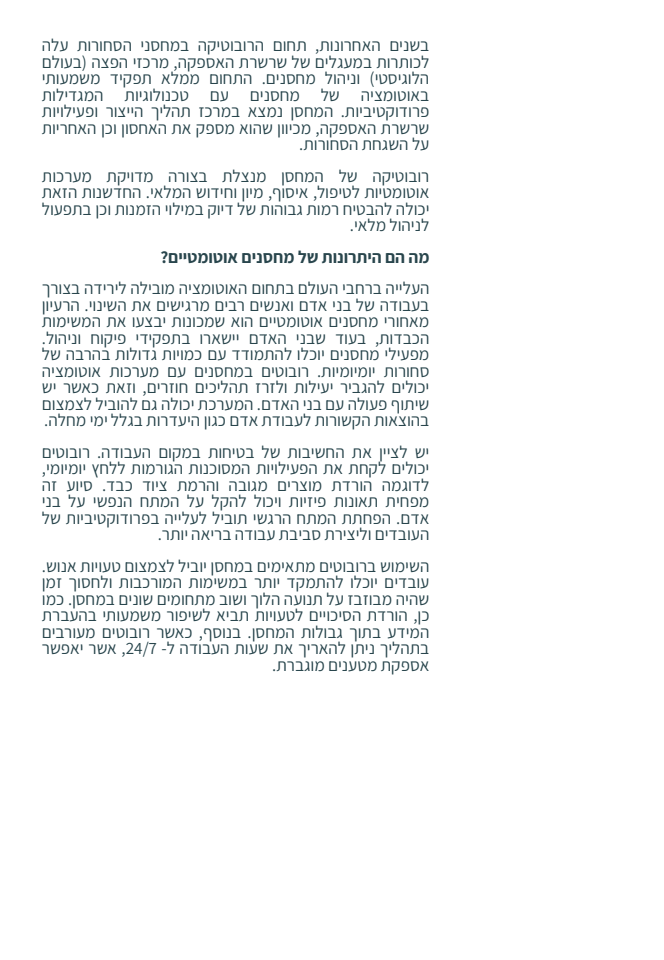 בשנים האחרונות, תחום הרובוטיקה במחסני הסחורות עלה
לכותרות במעגלים של שרשרת האספקה, מרכזי הפצה (בעולם
הלוגיסטי) וניהול מחסנים. התחום ממלא תפקיד משמעותי
באוטומציה של מחסנים עם טכנולוגיות המגדילות
פרודוקטיביות. המחסן נמצא במרכז תהליך הייצור ופעילויות
שרשרת האספקה, מכיוון שהוא מספק את האחסון וכן האחריות
על השגחת הסחורות.
רובוטיקה של המחסן מנצלת בצורה מדויקת מערכות
אוטומטיות לטיפול, איסוף, מיון וחידוש המלאי. החדשנות הזאת
יכולה להבטיח רמות גבוהות של דיוק במילוי הזמנות וכן בתפעול
לניהול מלאי.
מה הם היתרונות של מחסנים אוטומטיים?
העלייה ברחבי העולם בתחום האוטומציה מובילה לירידה בצורך
בעבודה של בני אדם ואנשים רבים מרגישים את השינוי. הרעיון
מאחורי מחסנים אוטומטיים הוא שמכונות יבצעו את המשימות
הכבדות, בעוד שבני האדם יישארו בתפקידי פיקוח וניהול.
מפעילי מחסנים יוכלו להתמודד עם כמויות גדולות בהרבה של
סחורות יומיומיות. רובוטים במחסנים עם מערכות אוטומציה
יכולים להגביר יעילות ולזרז תהליכים חוזרים, וזאת כאשר יש
שיתוף פעולה עם בני האדם. המערכת יכולה גם להוביל לצמצום
בהוצאות הקשורות לעבודת אדם כגון היעדרות בגלל ימי מחלה.
יש לציין את החשיבות של בטיחות במקום העבודה. רובוטים
יכולים לקחת את הפעילויות המסוכנות הגורמות ללחץ יומיומי,
לדוגמה הורדת מוצרים מגובה והרמת ציוד כבד. סיוע זה
מפחית תאונות פיזיות ויכול להקל על המתח הנפשי על בני
אדם. הפחתת המתח הרגשי תוביל לעלייה בפרודוקטיביות של
העובדים וליצירת סביבת עבודה בריאה יותר.
השימוש ברובוטים מתאימים במחסן יוביל לצמצום טעויות אנוש.
עובדים יוכלו להתמקד יותר במשימות המורכבות ולחסוך זמן
שהיה מבוזבז על תנועה הלוך ושוב מתחומים שונים במחסן. כמו
כן, הורדת הסיכויים לטעויות תביא לשיפור משמעותי בהעברת
המידע בתוך גבולות המחסן. בנוסף, כאשר רובוטים מעורבים
בתהליך ניתן להאריך את שעות העבודה ל- 24/7, אשר יאפשר
אספקת מטענים מוגברת.